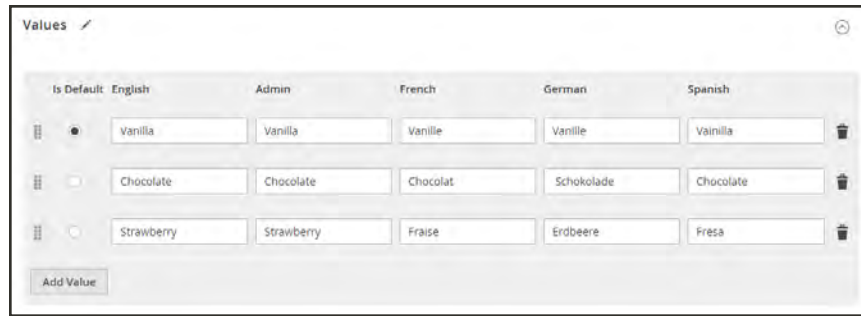 Values
Is Default English Admin French German Spanish
Vanilla Vanilla Vanille Vanille Vainilla
Chocolate Chocolate Chocolat Schokolade Chocolate
Strawberry Strawberry Fraise Erdbeere Fresa
Add Value